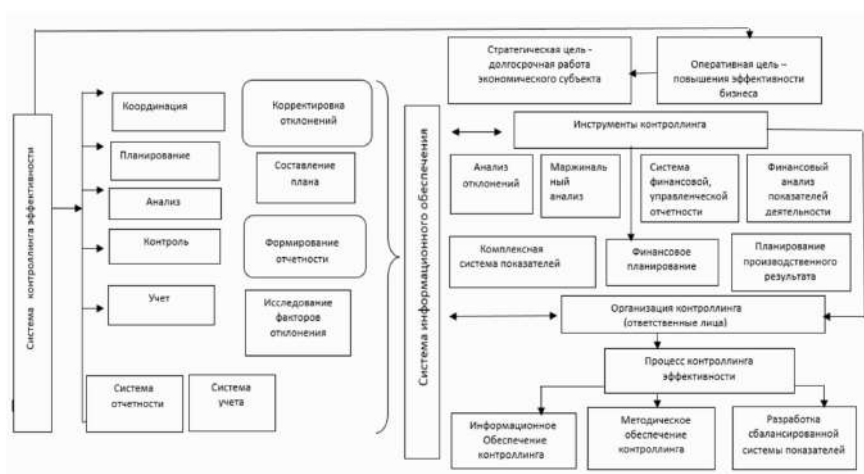 Система контроллинга эффективности
Координация
Планирование
Анализ
Контроль
Учет
Система
отчетности
Система
учета
Корректировка
отклонений
Составление
плана
Формирование
отчетности
Исследование
факторов
отклонения
Система информационного обеспечения
Стратегическая цель -
долгосрочная работа
экономического субъекта
Оперативная цель –
повышения эффективности
бизнеса
Инструменты контроллинга
Анализ
отклонений
Маржиналь
ный
анализ
Система
финансовой,
управленческой
отчетности
Финансовый
анализ
показателей
деятельности
Комплексная
система показателей
Финансовое
планирование
Планирование
производственного
результата
Организация контроллинга
(ответственные лица)
Процесс контроллинга
эффективности
Информационное
Обеспечение
контроллинга
Методическое
обеспечение
контроллинга
Разработка
сбалансированной
системы показателей